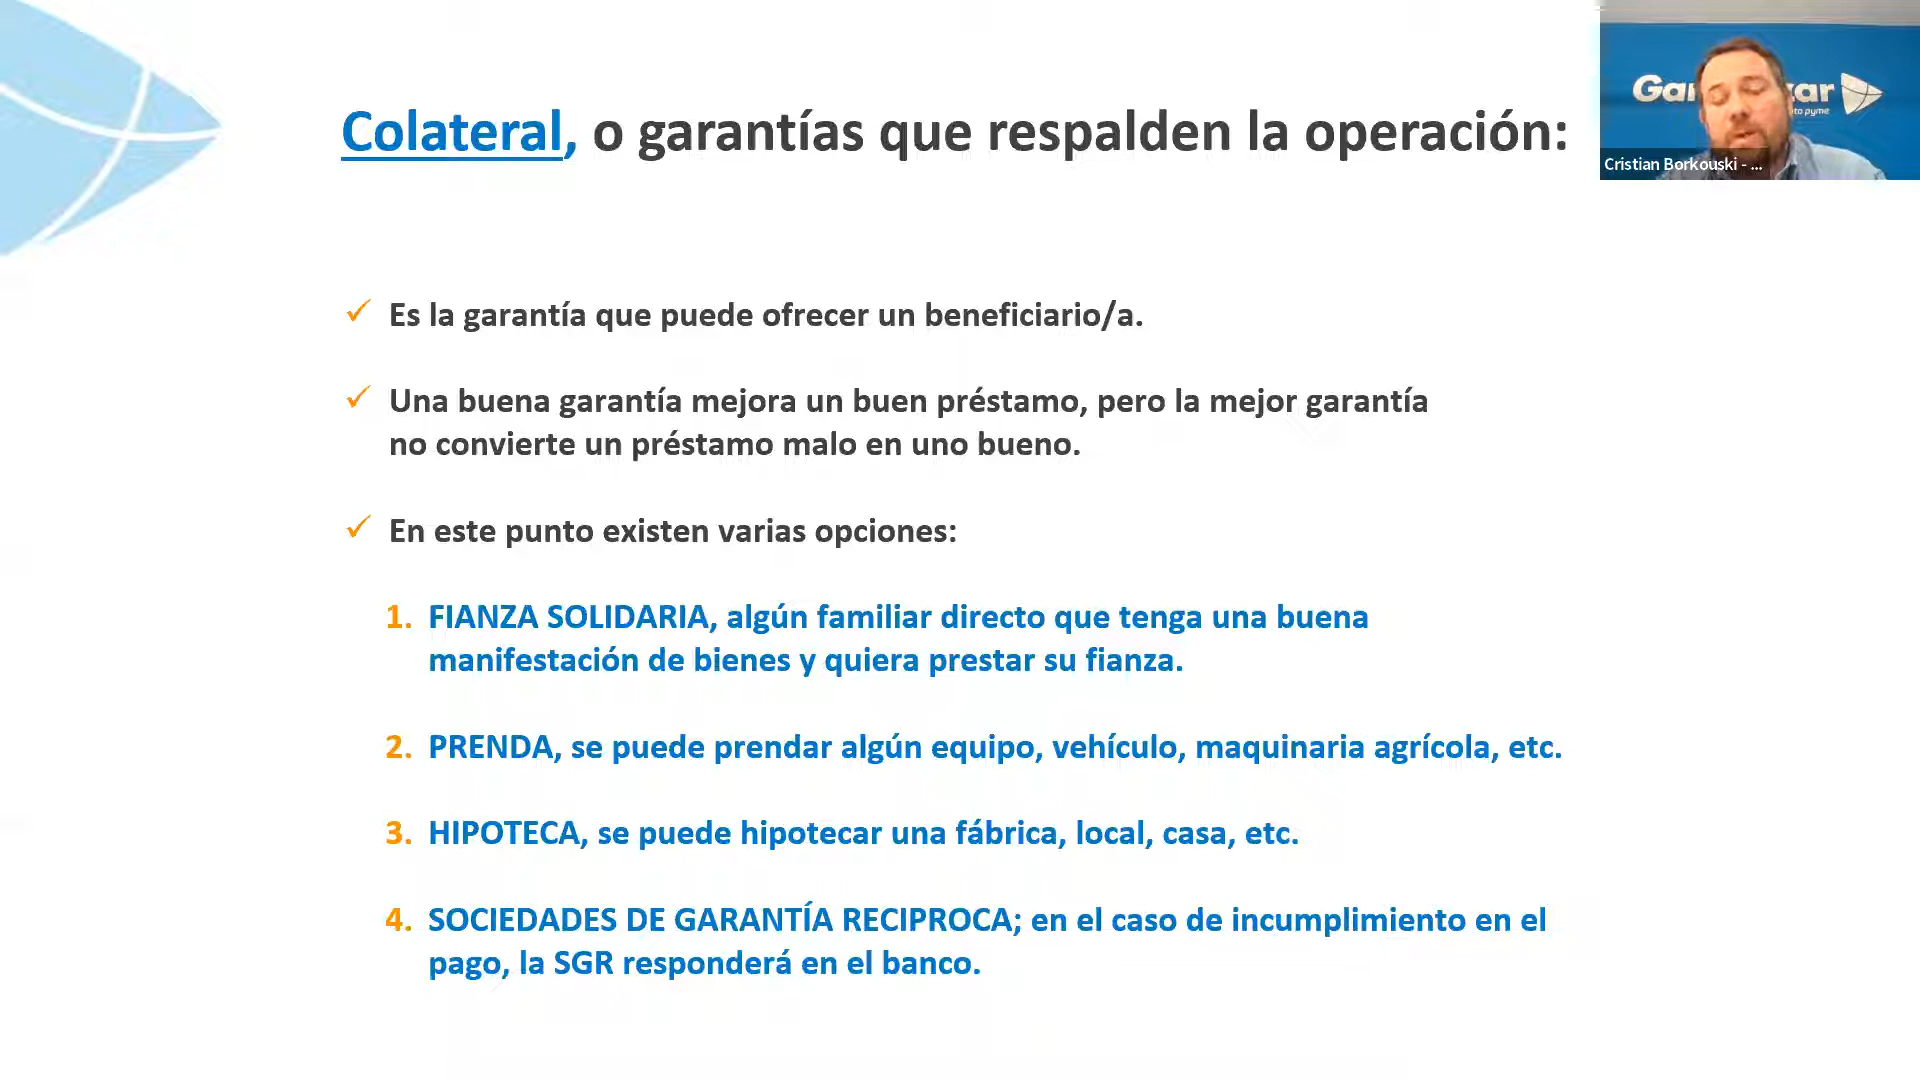 Colateral, o garantías que respalden la operación:
Cristian Borkouski - ...
✓ Es la garantía que puede ofrecer un beneficiario/a.
✓ Una buena garantía mejora un buen préstamo, pero la mejor garantía
no convierte un préstamo malo en uno bueno.
✓ En este punto existen varias opciones:
1. FIANZA SOLIDARIA, algún familiar directo que tenga una buena
manifestación de bienes y quiera prestar su fianza.
2. PRENDA, se puede prendar algún equipo, vehículo, maquinaria agrícola, etc.
3. HIPOTECA, se puede hipotecar una fábrica, local, casa, etc.
4. SOCIEDADES DE GARANTÍA RECIPROCA; en el caso de incumplimiento en el
pago, la SGR responderá en el banco.